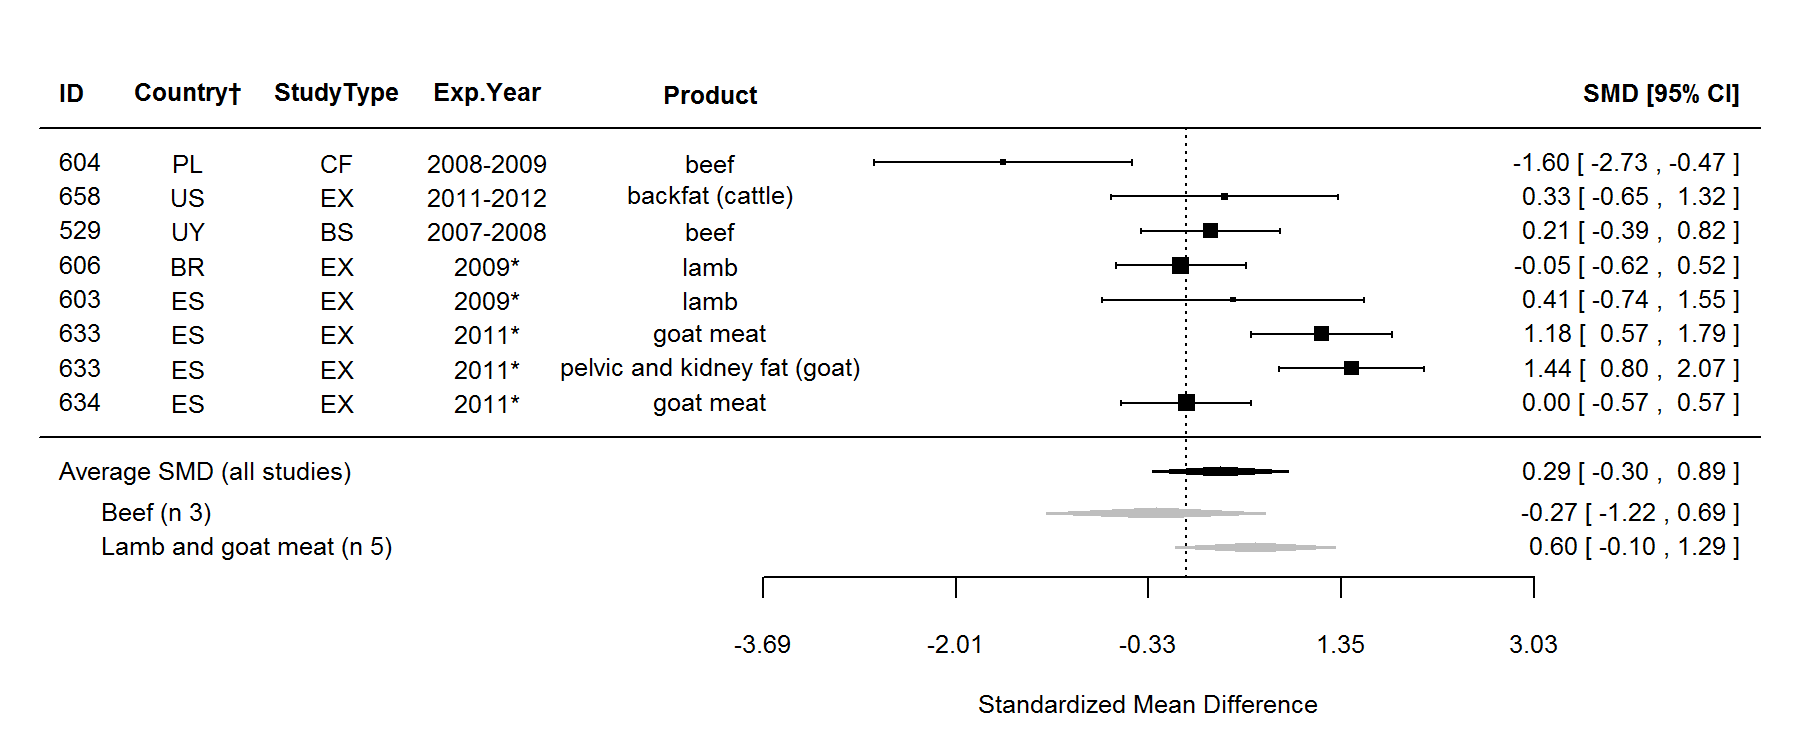 ID Country† StudyType Exp.Year Product SMD [95% CI]
604 PL CF 2008-2009 beef -1.60 [ -2.73 , -0.47 ]
658 US EX 2011-2012 backfat (cattle) 0.33 [ -0.65 , 1.32 ]
529 UY BS 2007-2008 beef 0.21 [ -0.39 , 0.82 ]
606 BR EX 2009* lamb -0.05 [ -0.62 , 0.52 ]
603 ES EX 2009* lamb 0.41 [ -0.74 , 1.55 ]
633 ES EX 2011* goat meat 1.18 [ 0.57 , 1.79 ]
633 ES EX 2011* pelvic and kidney fat (goat) 1.44 [ 0.80 , 2.07 ]
634 ES EX 2011* goat meat 0.00 [ -0.57 , 0.57 ]
Average SMD (all studies) 0.29 [ -0.30 , 0.89 ]
Beef (n 3) -0.27 [ -1.22 , 0.69 ]
Lamb and goat meat (n 5) 0.60 [ -0.10 , 1.29 ]
-3.69 -2.01 -0.33 1.35 3.03
Standardized Mean Difference